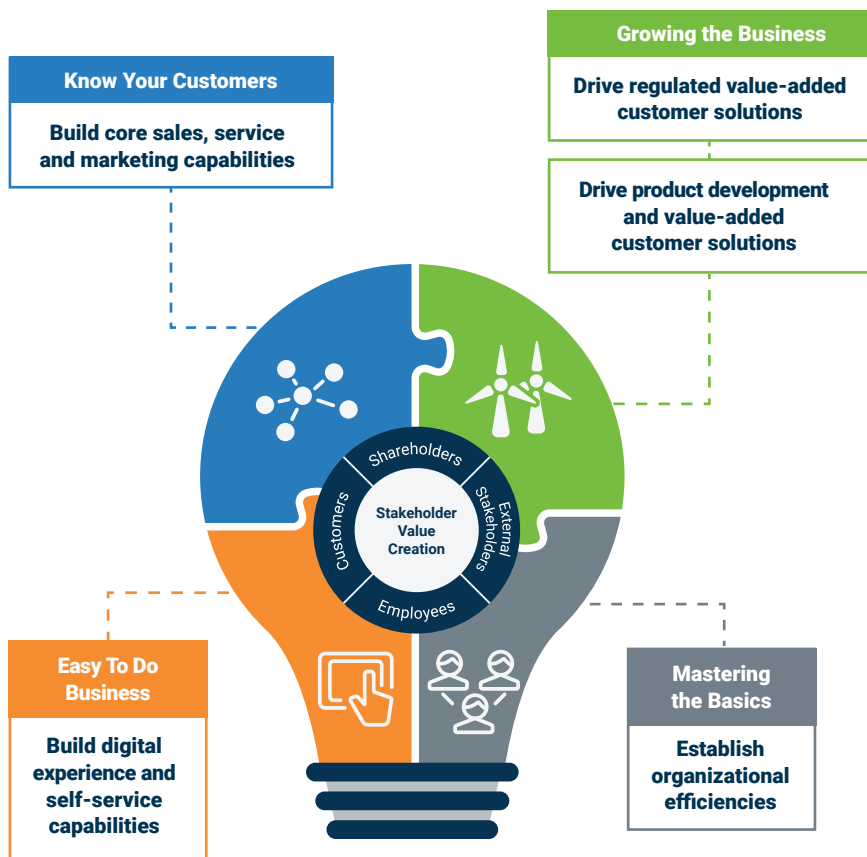 Growing the Business
Drive regulated value-added
customer solutions
Drive product development
and value-added
customer solutions
Know Your Customers
Build core sales, service
and marketing capabilities
Shareholders
External
Stakeholders
Employees
Customers
Stakeholder
Value
Creation
Easy To Do
Business
Build digital
experience and
self-service
capabilities
Mastering
the Basics
Establish
organizational
efficiencies